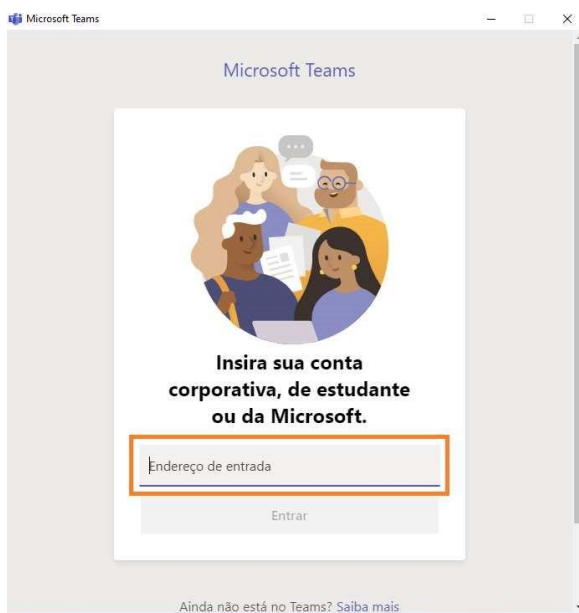 Microsoft Teams
Microsoft Teams
Insira sua conta
corporativa, de estudante
ou da Microsoft.
Endereço de entrada
Entrar
Ainda não está no Teams? Saiba mais